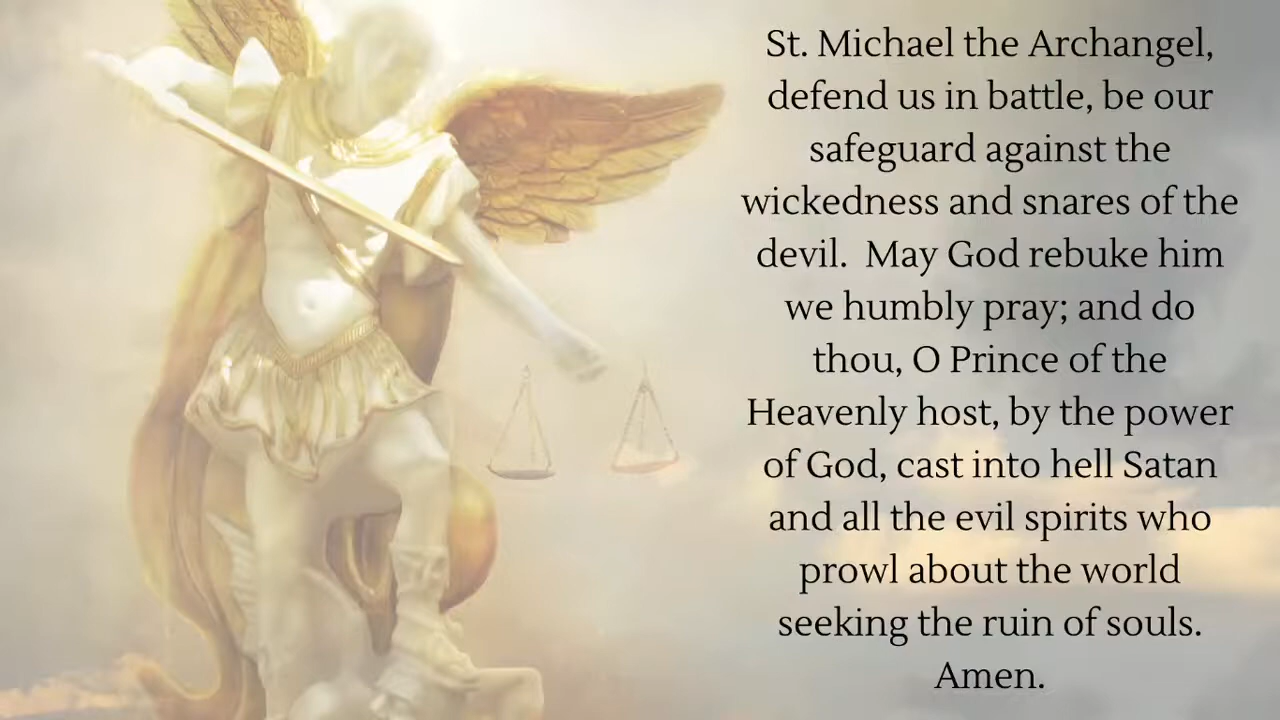 St. Michael the Archangel,
defend us in battle, be our
safeguard against the
wickedness and snares of the
devil.  May God rebuke him
we humbly pray; and do
thou, O Prince of the
Heavenly host, by the power
of God, cast into hell Satan
and all the evil spirits who
prowl about the world
seeking the ruin of souls.
Amen.